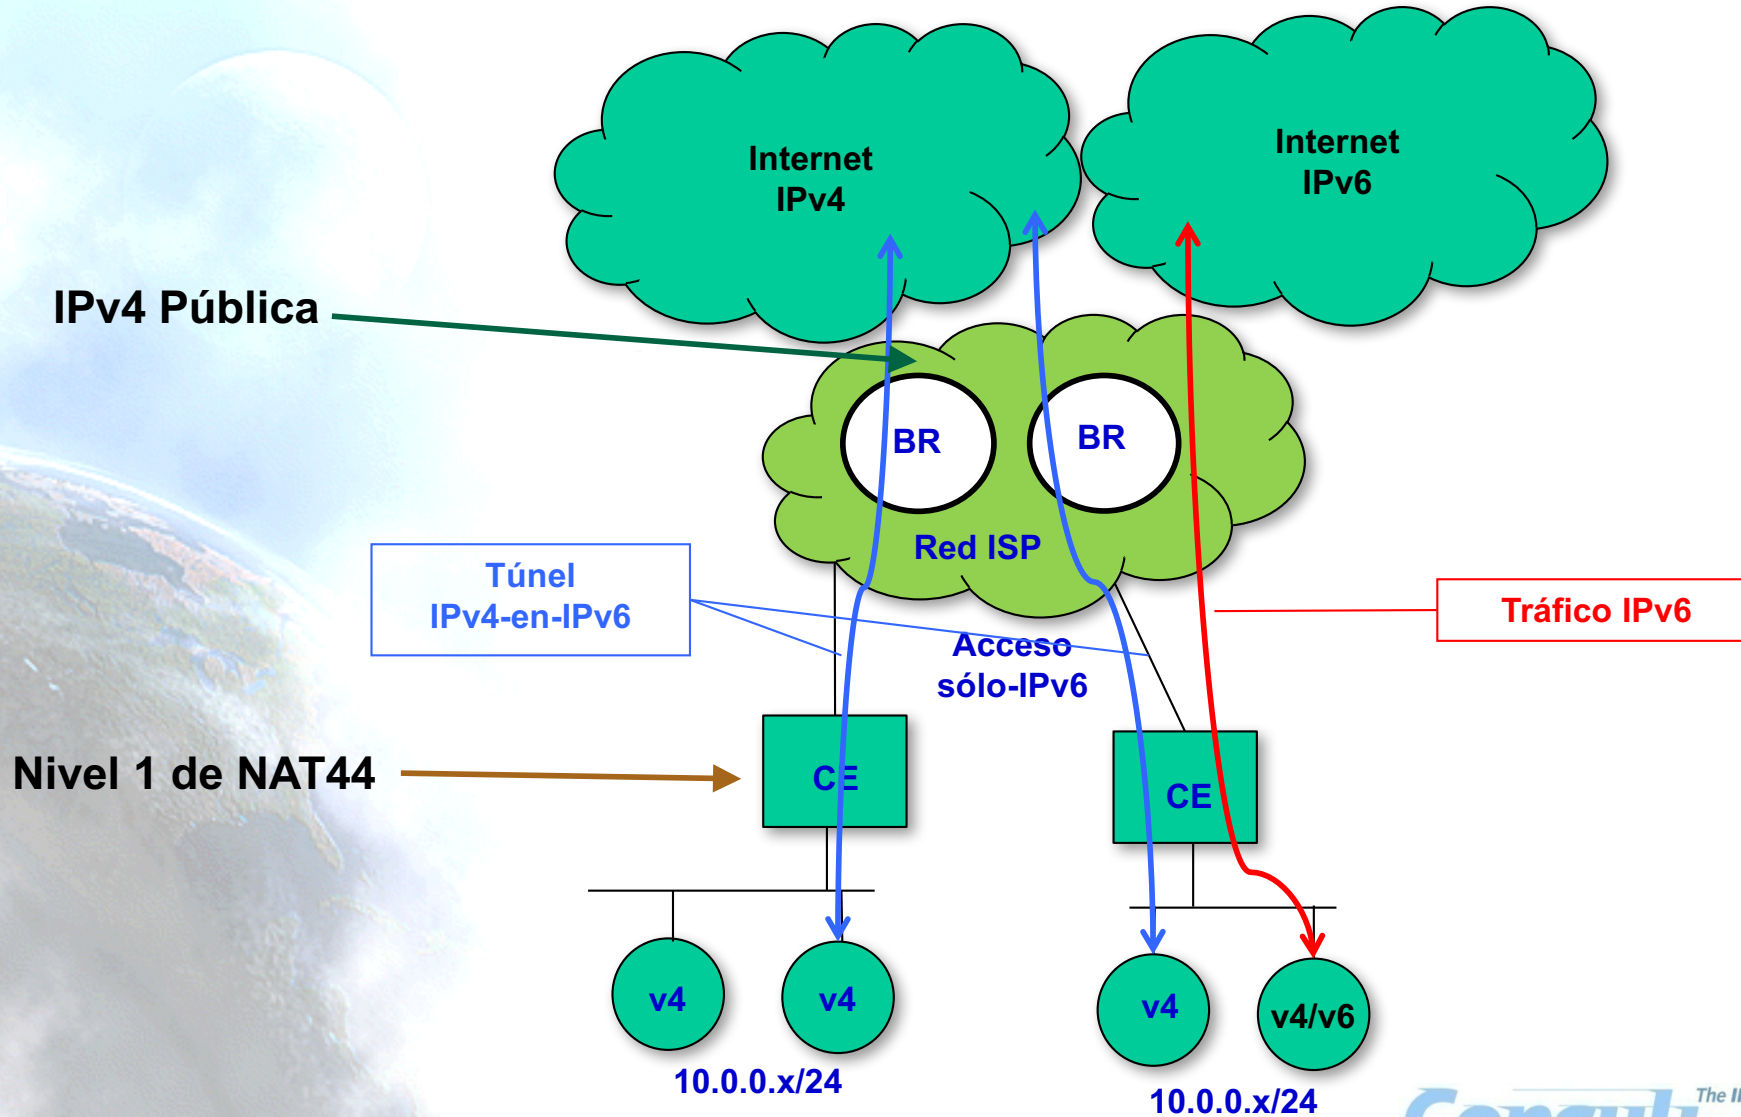 Internet
IPv4
Internet
IPv6
IPv4 Pública
BR
BR
Red ISP
Túnel
IPv4-en-IPv6
Tráfico IPv6
Acceso
sólo-IPv6
Nivel 1 de NAT44
CE
CE
v4
v4
v4
v4/v6
10.0.0.x/24
10.0.0.x/24
The